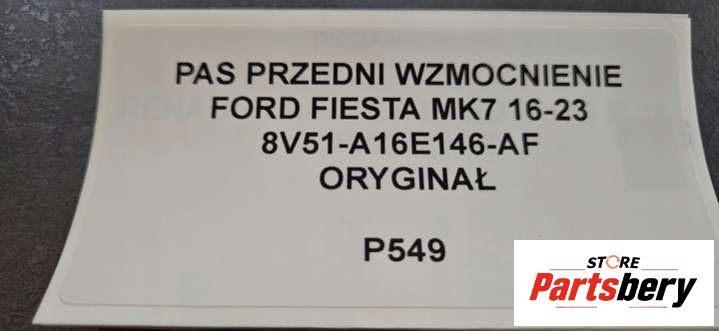 PAS PRZEDNI WZMOCNIENIE
FORD FIESTA MK7 16-23
8V51-A16E146-AF
ORYGINAŁ
P549
STORE
Partsbery